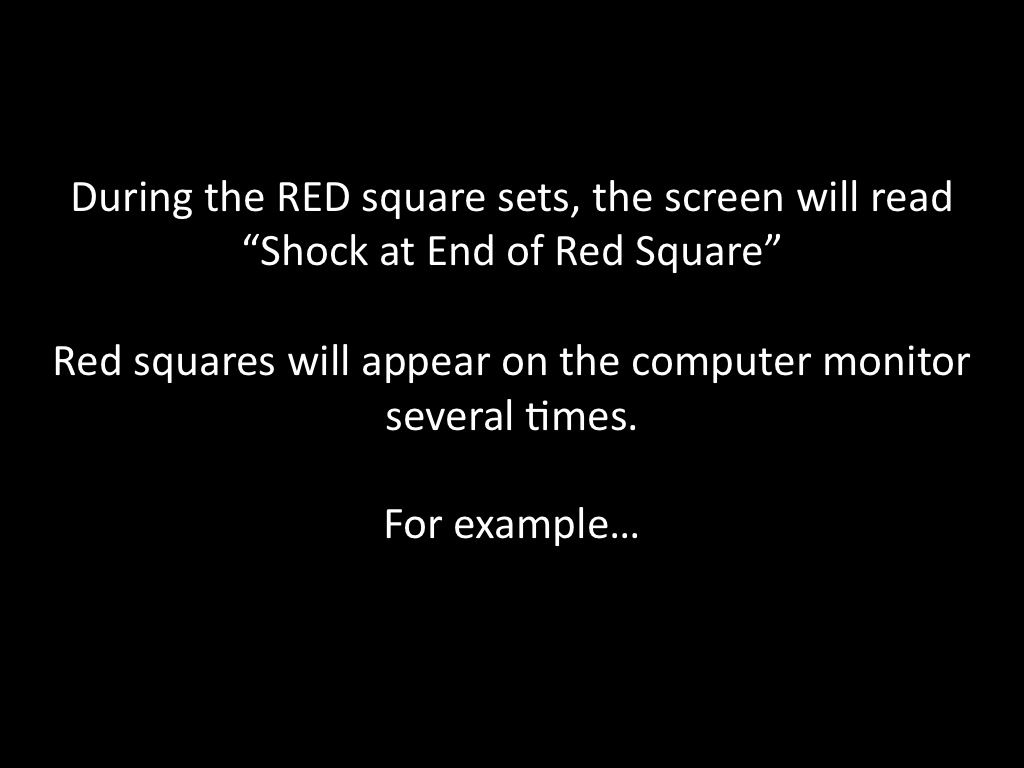 During the RED square sets, the screen will read
“Shock at End of Red Square”
Red squares will appear on the computer monitor
several times.
For example…